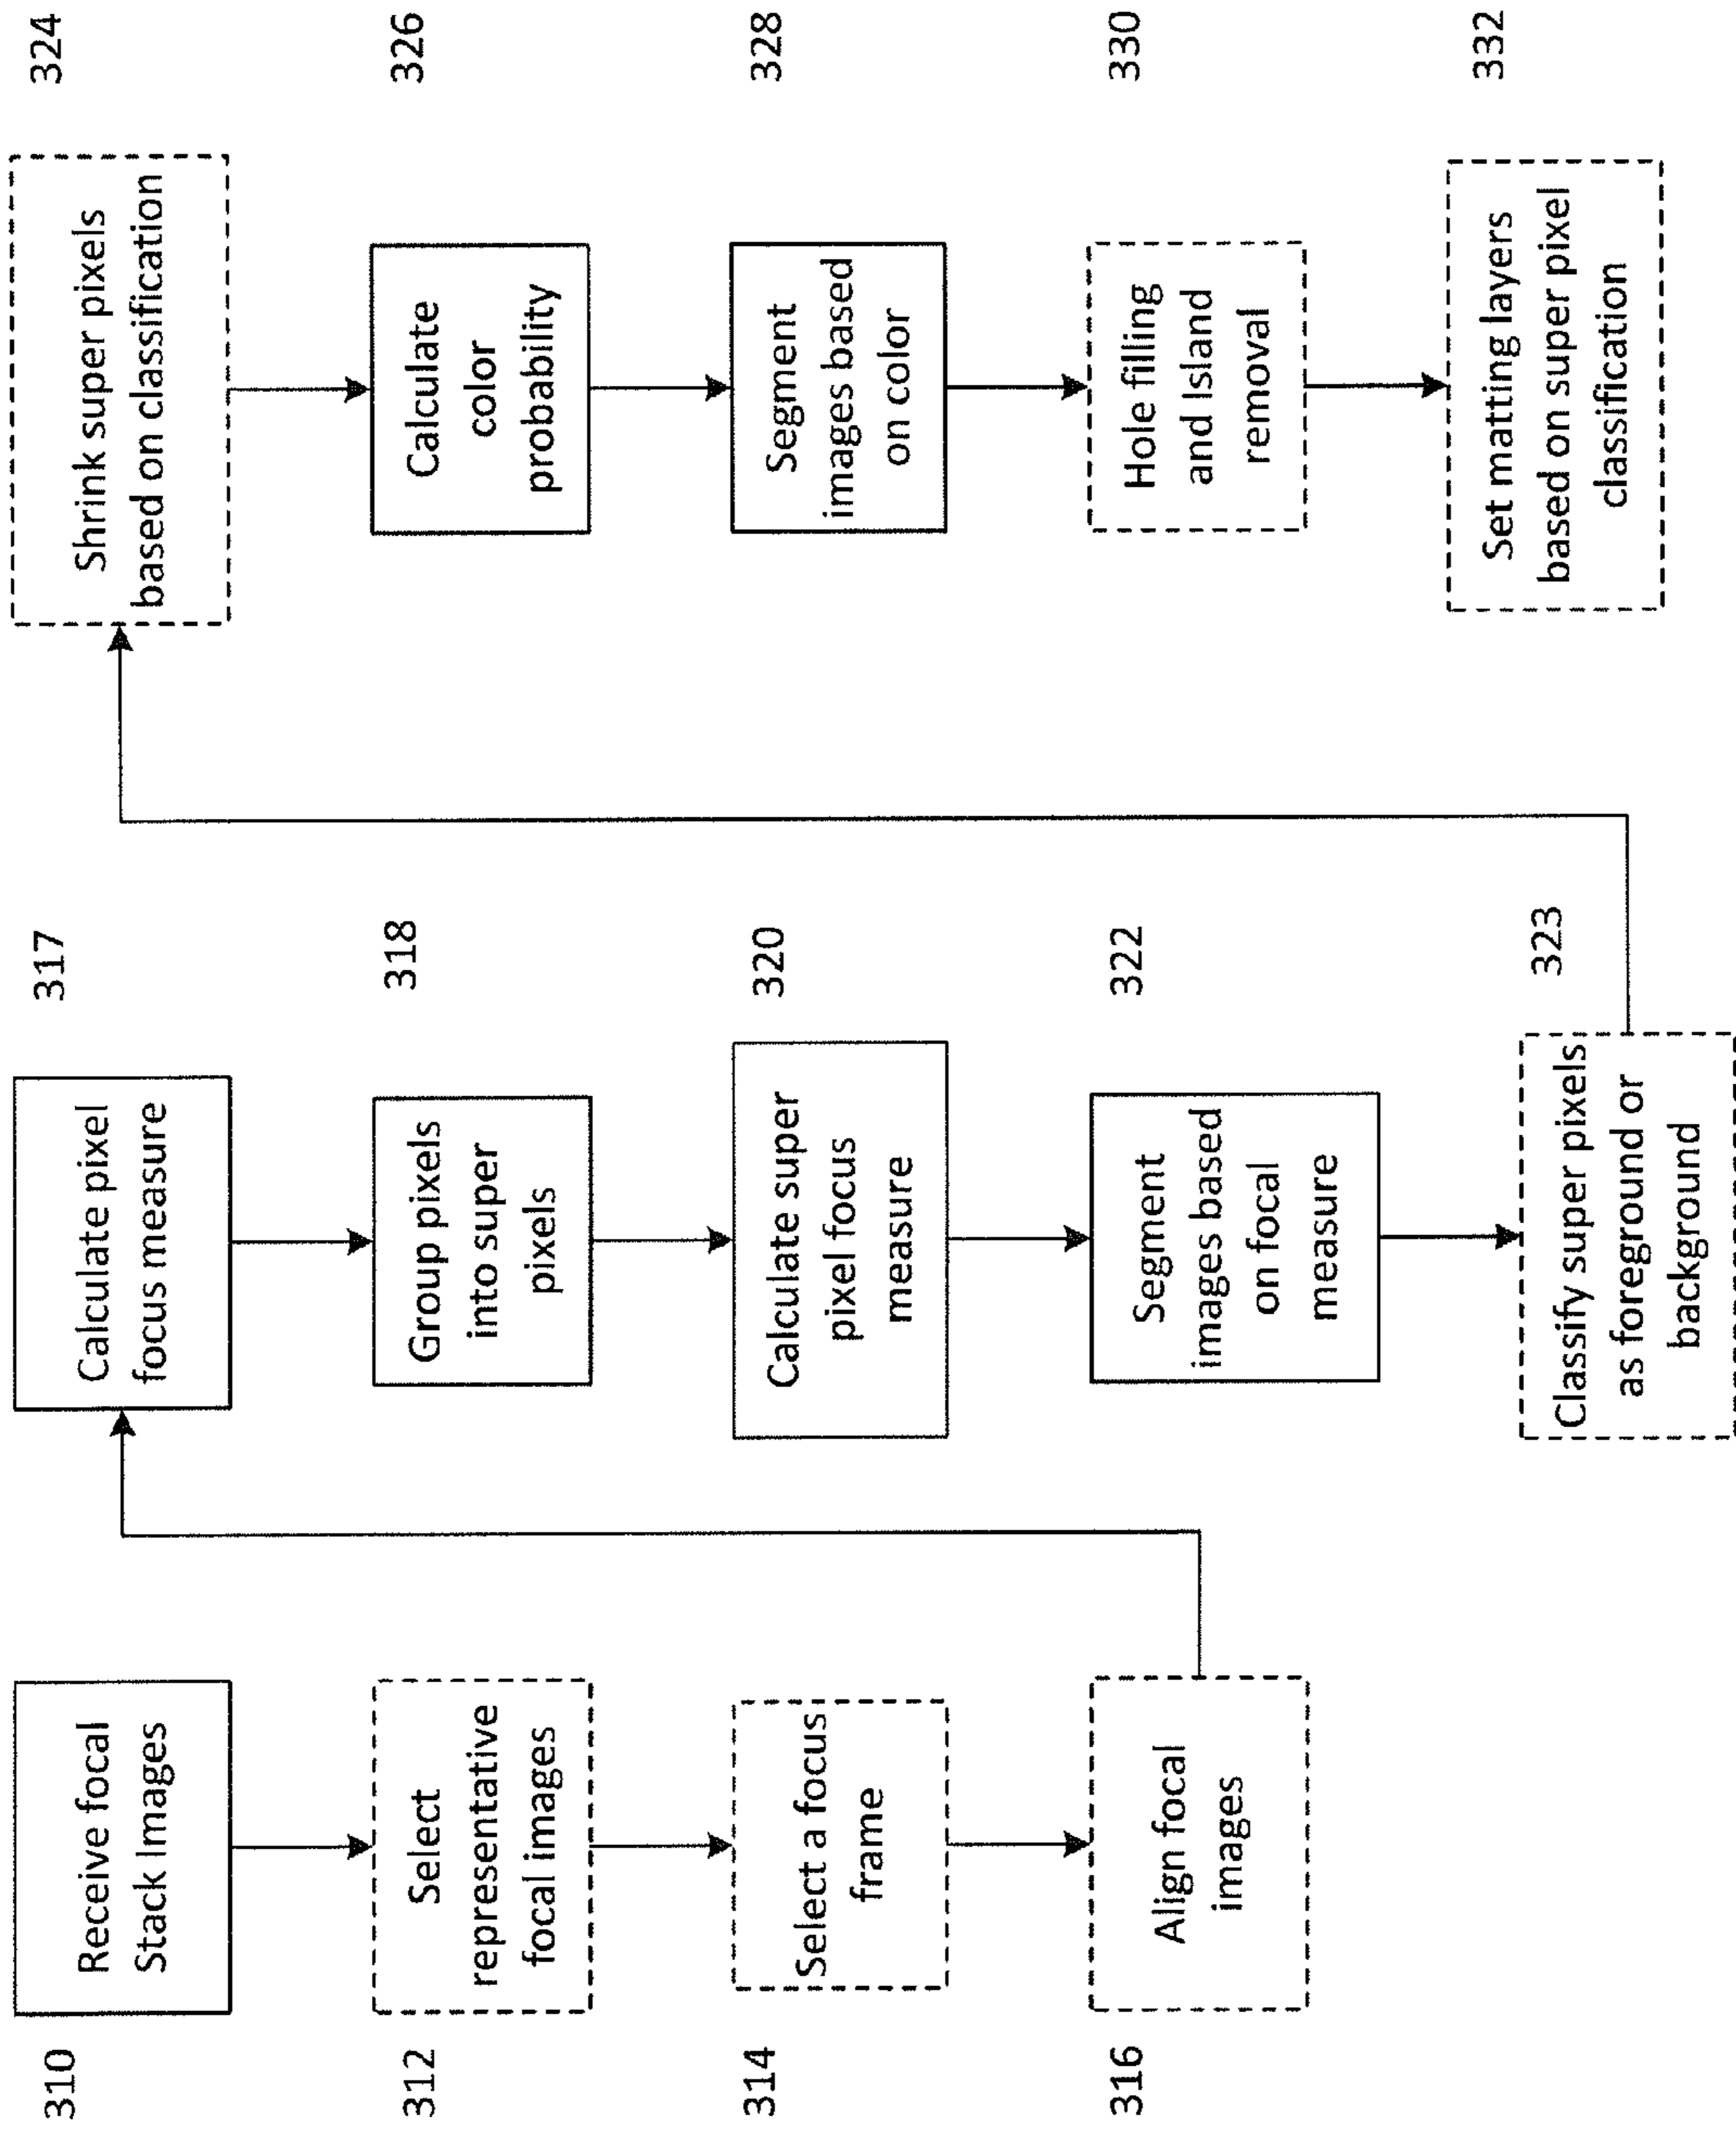 310
Receive focal
Stack Images
312
Select
representative
focal images
314
Select a focus
frame
316
Align focal
images
317
Calculate pixel
focus measure
318
Group pixels
into super
pixels
320
Calculate super
pixel focus
measure
322
Segment
images based
on focal
measure
323
Classify super pixels
as foreground or
background
324
Shrink super pixels
based on classification
326
Calculate
color
probability
328
Segment
images based
on color
330
Hole filling
and Island
removal
332
Set matting layers
based on super pixel
classification